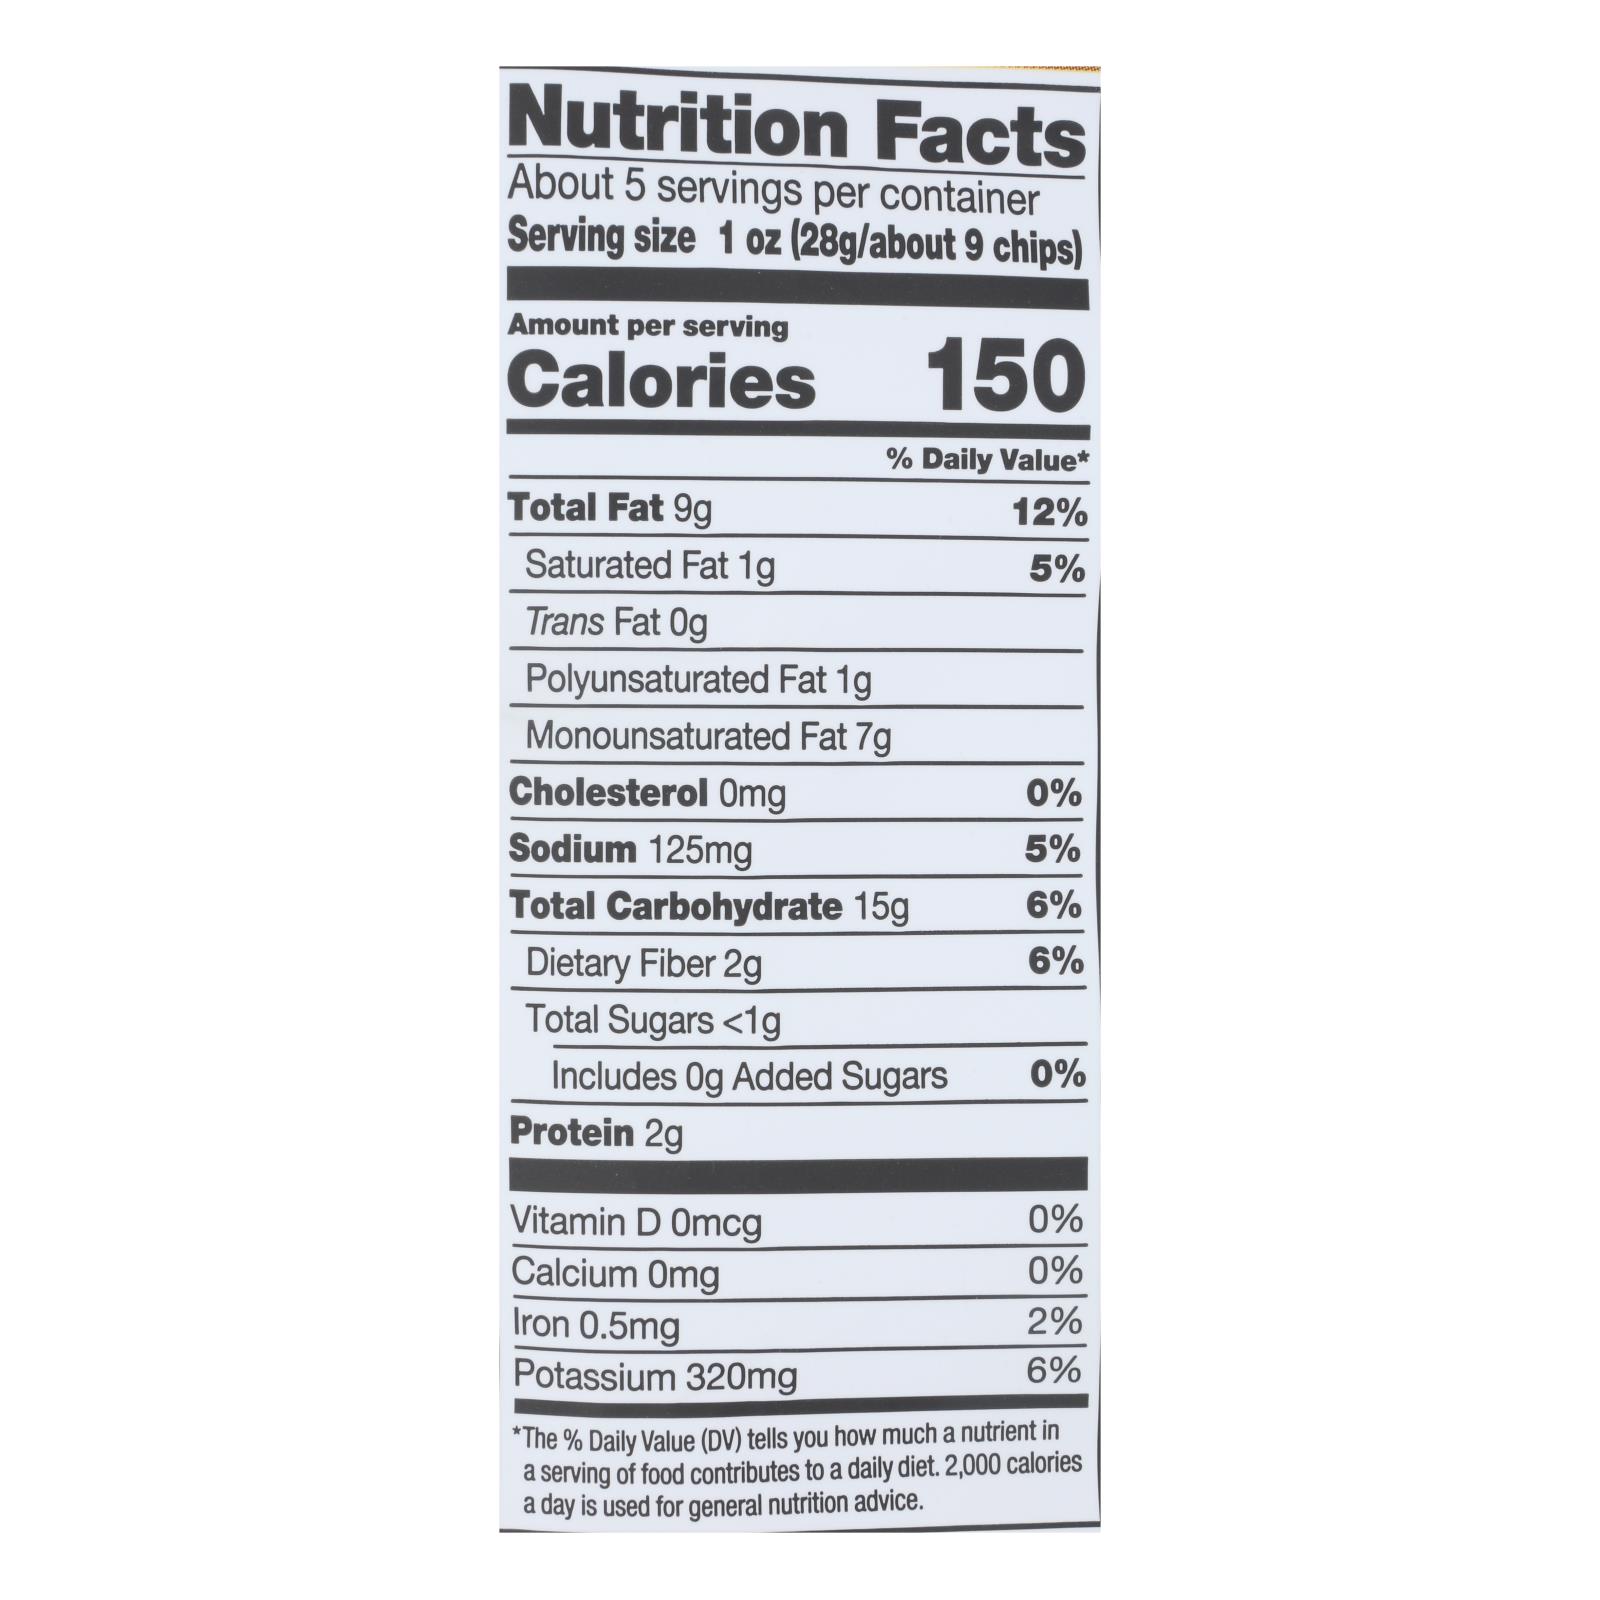 Nutrition Facts
About 5 servings per container
Serving size 1 oz (28g/about 9 chips)
Amount per serving
Calories 150
% Daily Value*
Total Fat 9g 12%
Saturated Fat 1g 5%
Trans Fat 0g
Polyunsaturated Fat 1g
Monounsaturated Fat 7g
Cholesterol 0mg 0%
Sodium 125mg 5%
Total Carbohydrate 15g 6%
Dietary Fiber 2g 6%
Total Sugars <1g
Includes 0g Added Sugars 0%
Protein 2g
Vitamin D 0mcg 0%
Calcium 0mg 0%
Iron 0.5mg 2%
Potassium 320mg 6%
*The % Daily Value (DV) tells you how much a nutrient in
a serving of food contributes to a daily diet. 2,000 calories
a day is used for general nutrition advice.